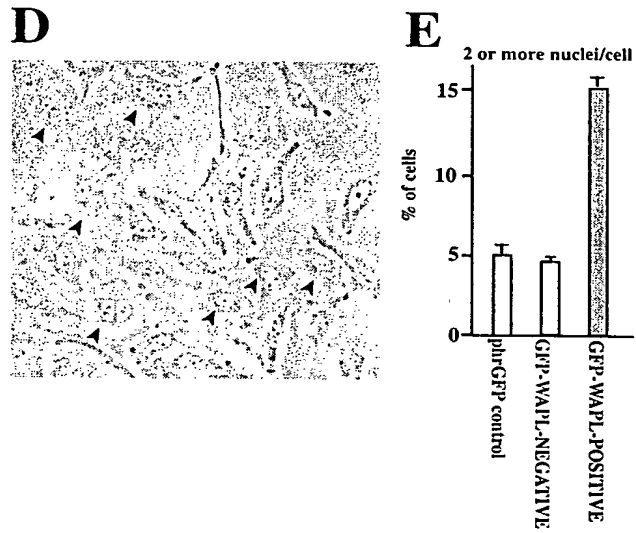 D
E
2 or more nuclei/cell
% of cells
15
10
5
0
phrGFP control
GFP-WAPL-NEGATIVE
GFP-WAPL-POSITIVE